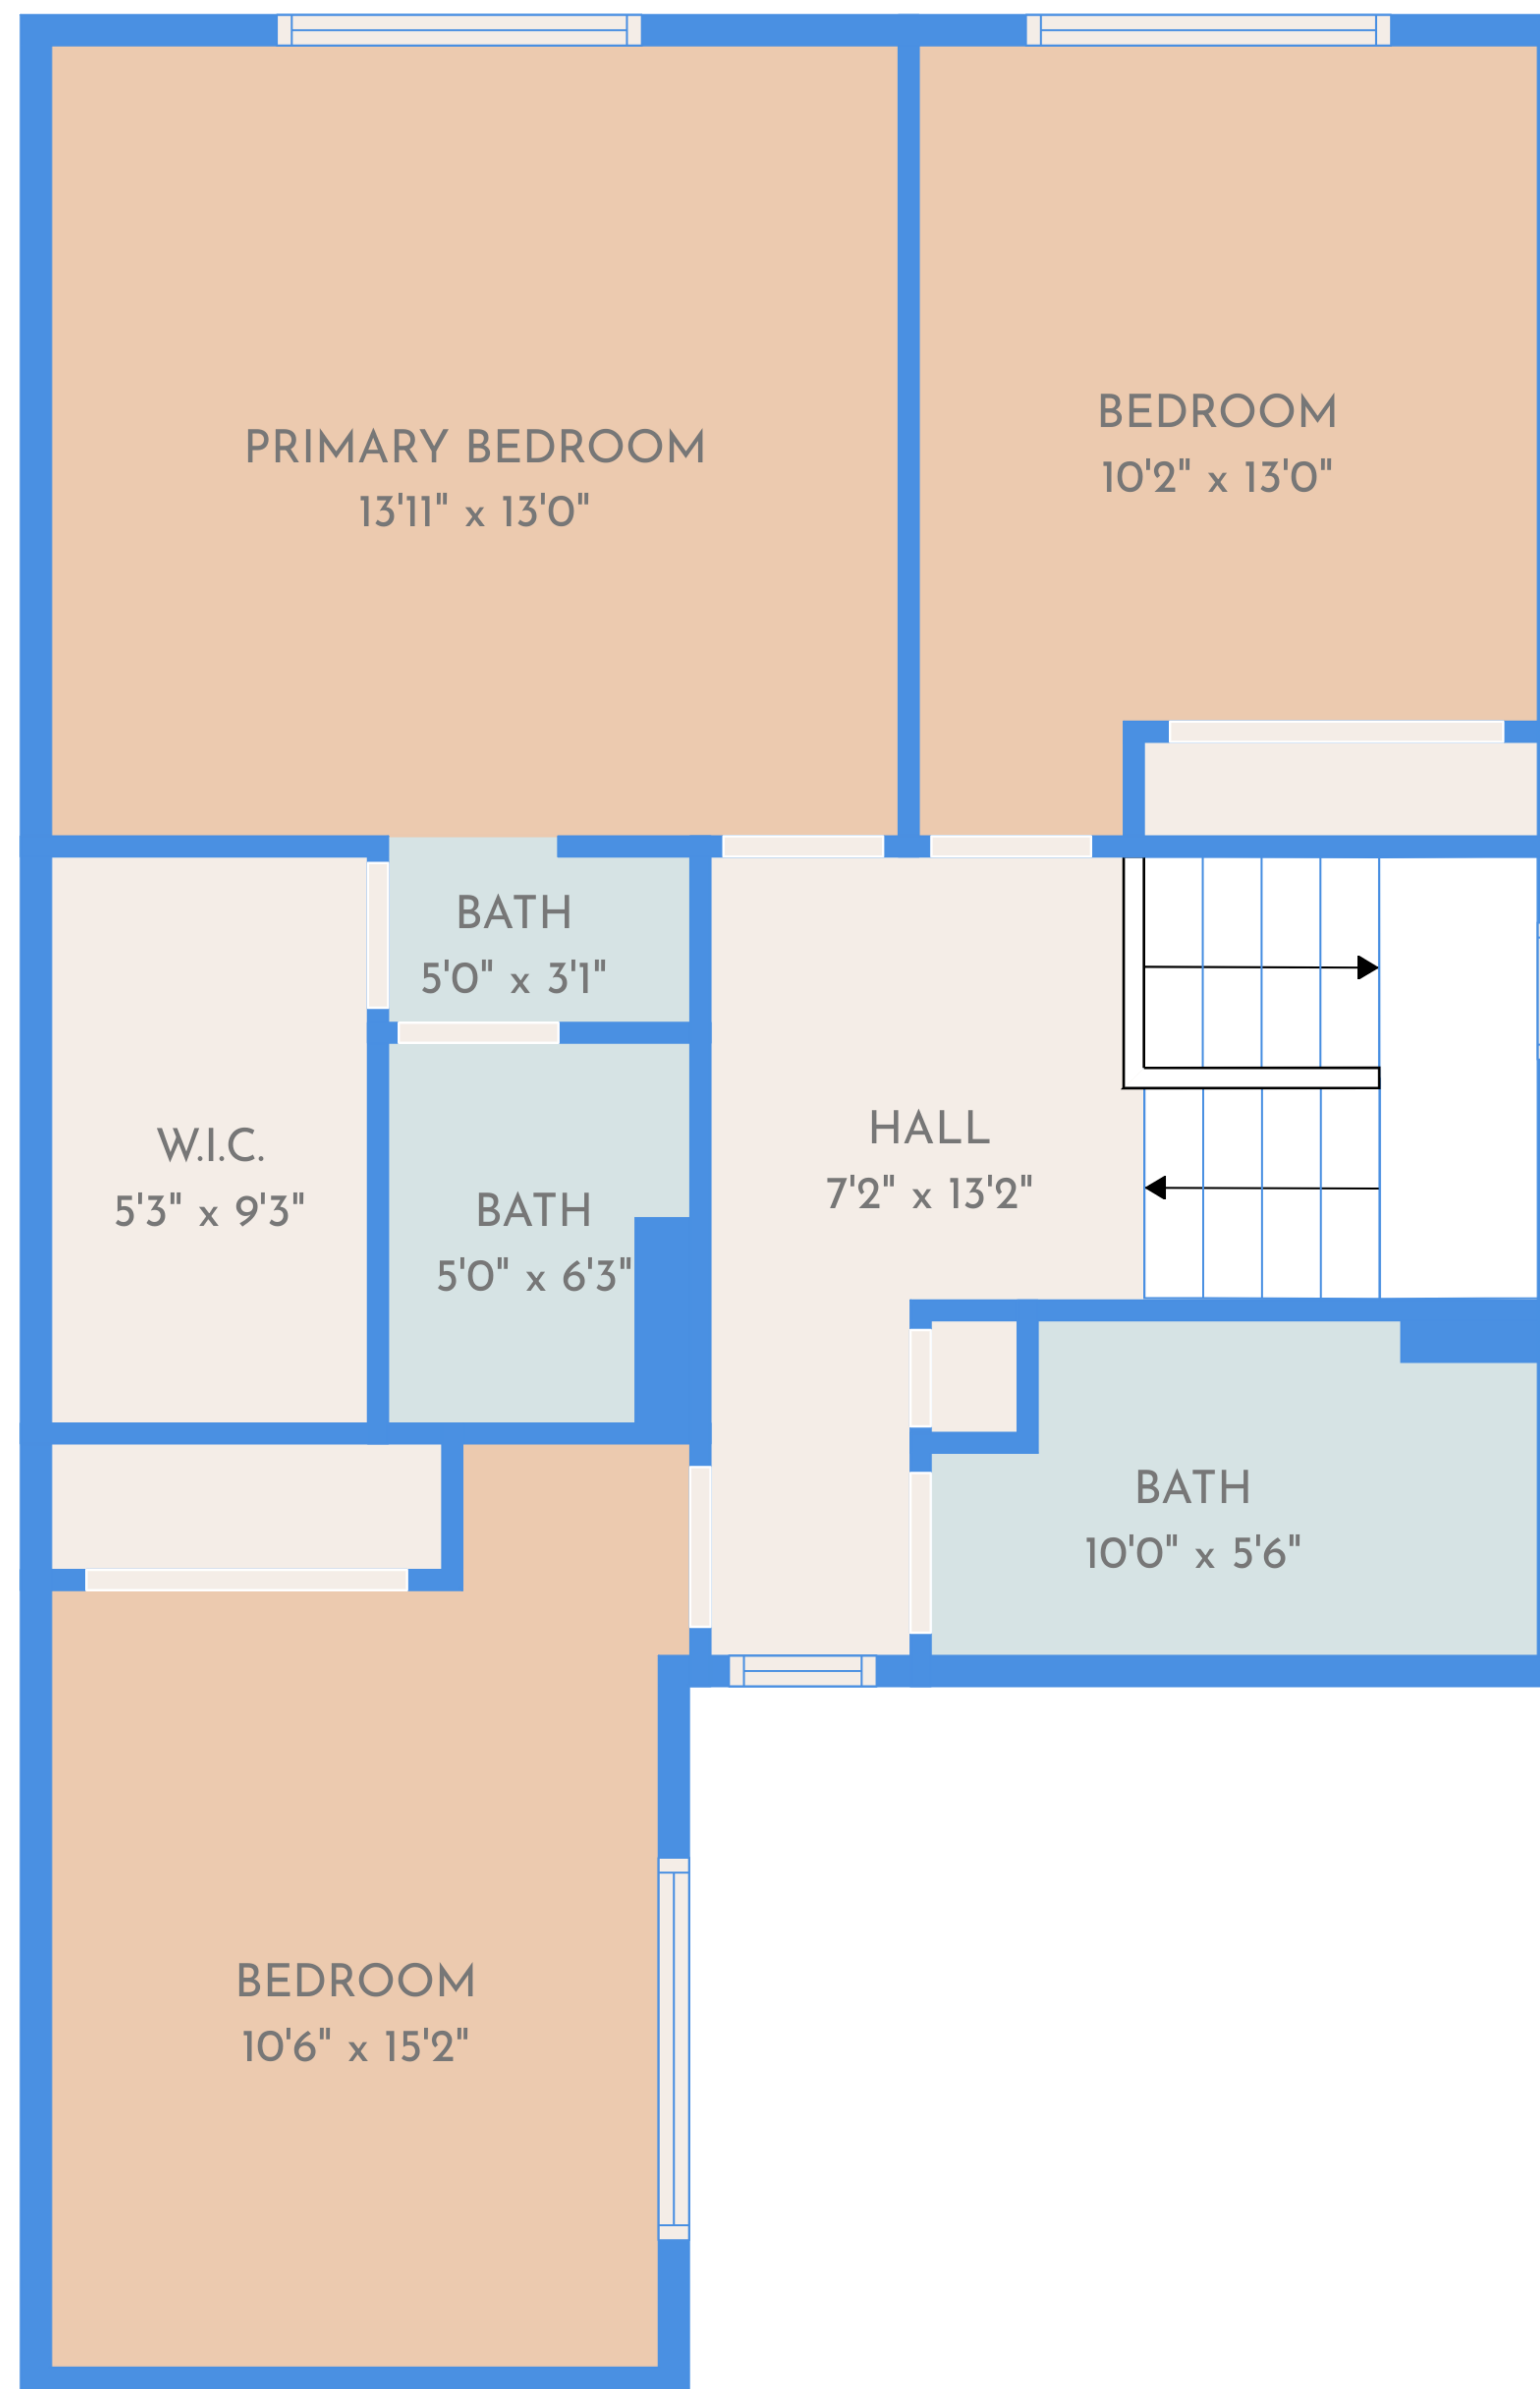 PRIMARY BEDROOM
13'11" x 13'0"
BEDROOM
10'2" x 13'0"
BATH
5'0" x 3'1"
W.I.C.
5'3" x 9'3"
BATH
5'0" x 6'3"
HALL
7'2" x 13'2"
BATH
10'0" x 5'6"
BEDROOM
10'6" x 15'2"